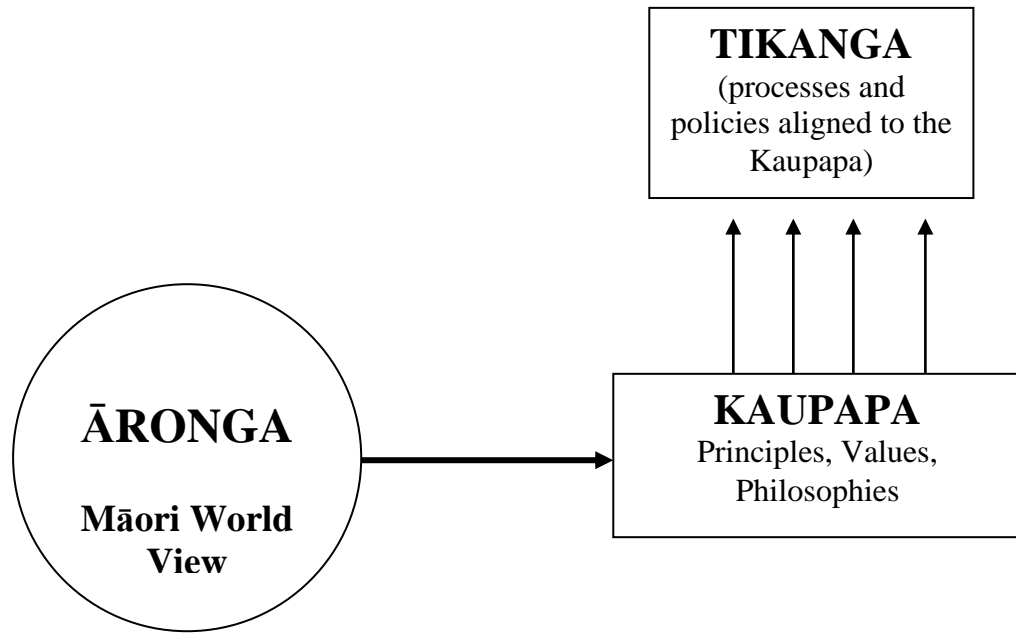 TIKANGA
(processes and
policies aligned to the
Kaupapa)
ĀRONGA
Māori World
View
KAUPAPA
Principles, Values,
Philosophies